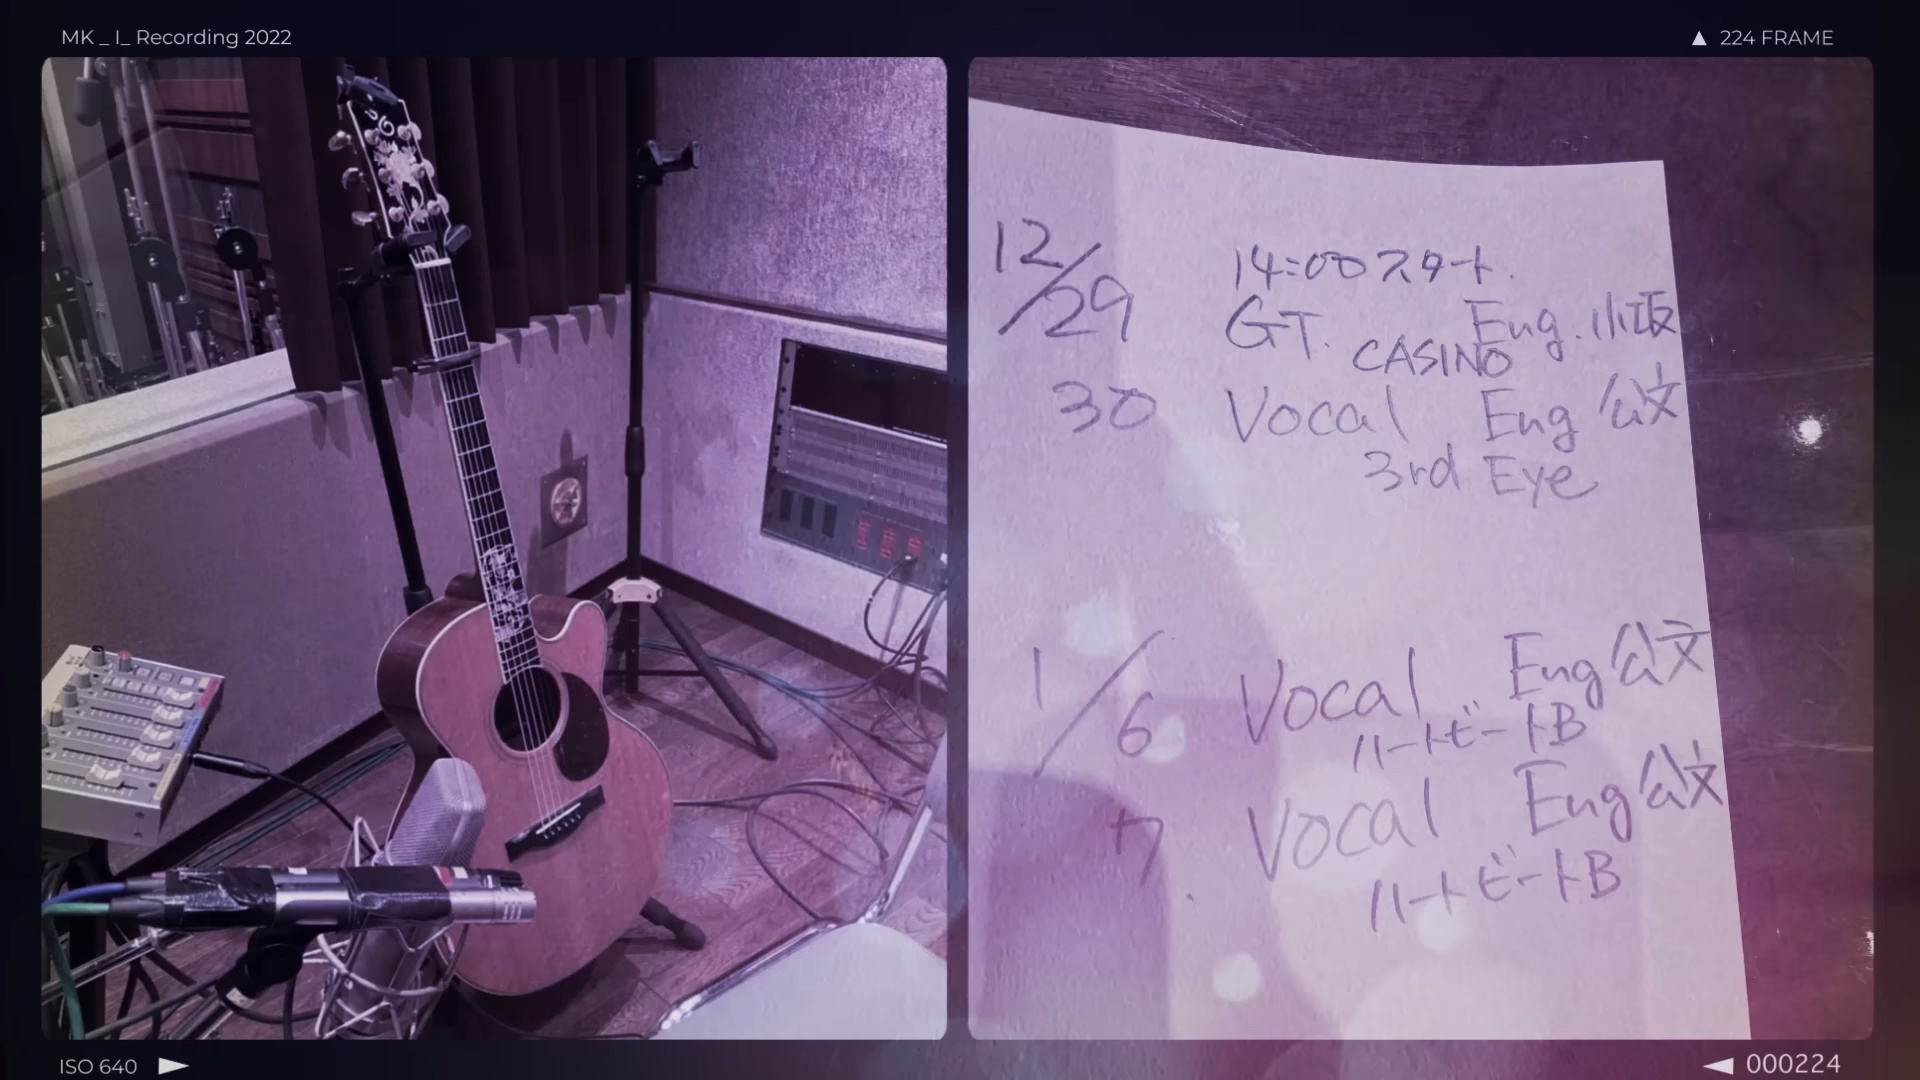 MK _ I_ Recording 2022
▲ 224 FRAME
12/29 14:00スタート.
GT. Eng. 小坂
CASINO
30 Vocal Eng 公文
3rd Eye
1/6 Vocal Eng 公文
ハートビートB
7. Vocal Eng 公文
ハートビートB
ISO 640 ▶
◀ 000224